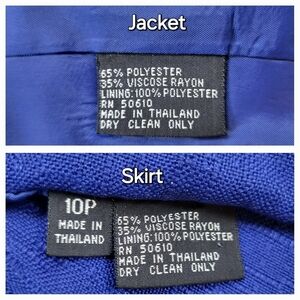 Jacket
65% POLYESTER
35% VISCOSE RAYON
LINING:100% POLYESTER
RN 50610
MADE IN THAILAND
DRY CLEAN ONLY
Skirt
10P
MADE IN
THAILAND
65% POLYESTER
35% VISCOSE RAYON
LINING:100% POLYESTER
RN 50610
MADE IN THAILAND
DRY CLEAN ONLY